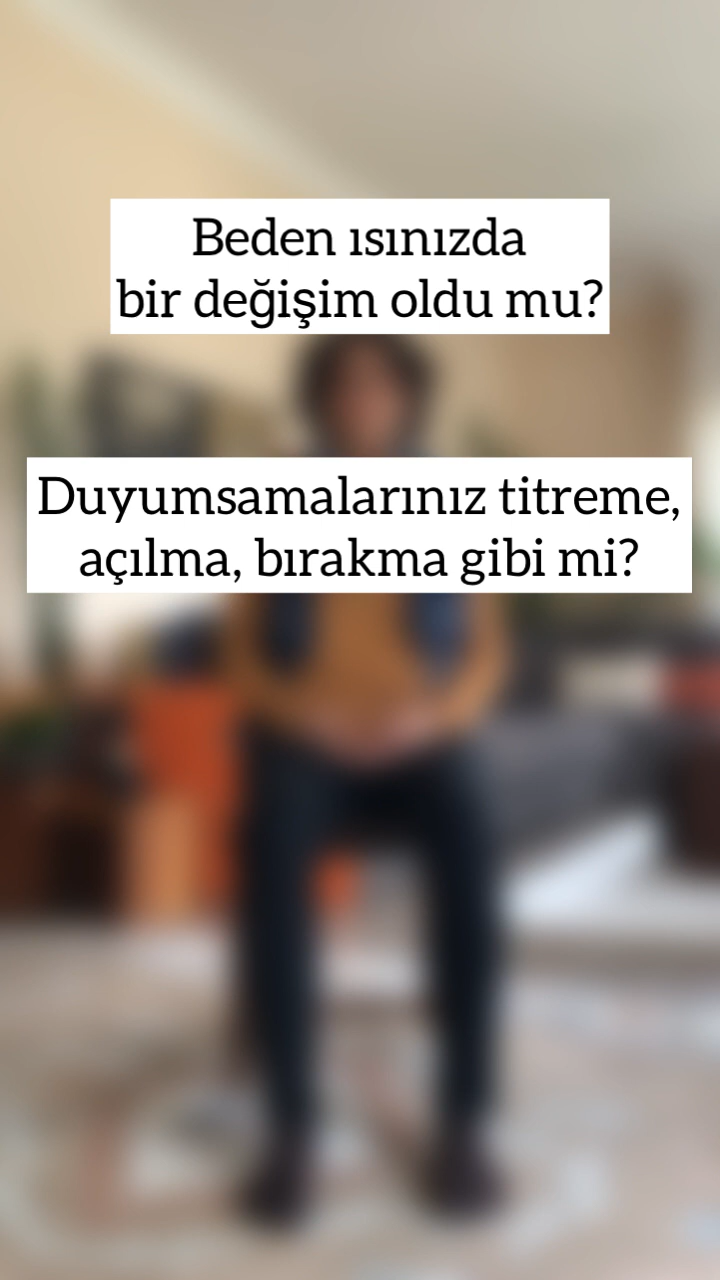 Beden ısınızda
bir değişim oldu mu?
Duyumsamalarınız titreme,
açılma, bırakma gibi mi?